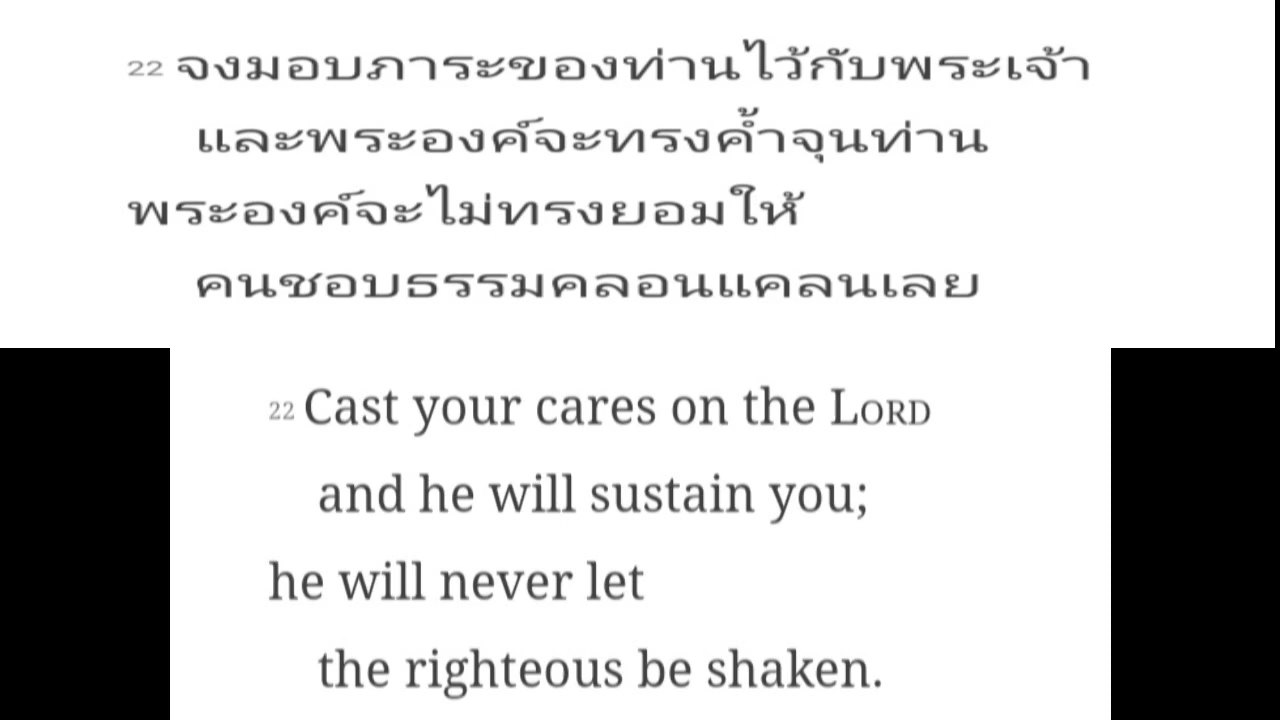 22 จงมอบภาระของท่านไว้กับพระเจ้า
และพระองค์จะทรงค้ำจุนท่าน
พระองค์จะไม่ทรงยอมให้
คนชอบธรรมคลอนแคลนเลย
22 Cast your cares on the LORD
and he will sustain you;
he will never let
the righteous be shaken.